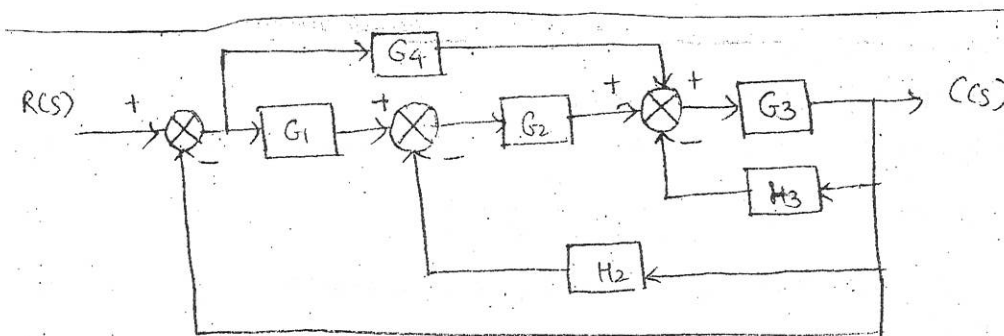 G4
R(S) + + + + G3 C(S)
G1 G2
- - -
H3
H2